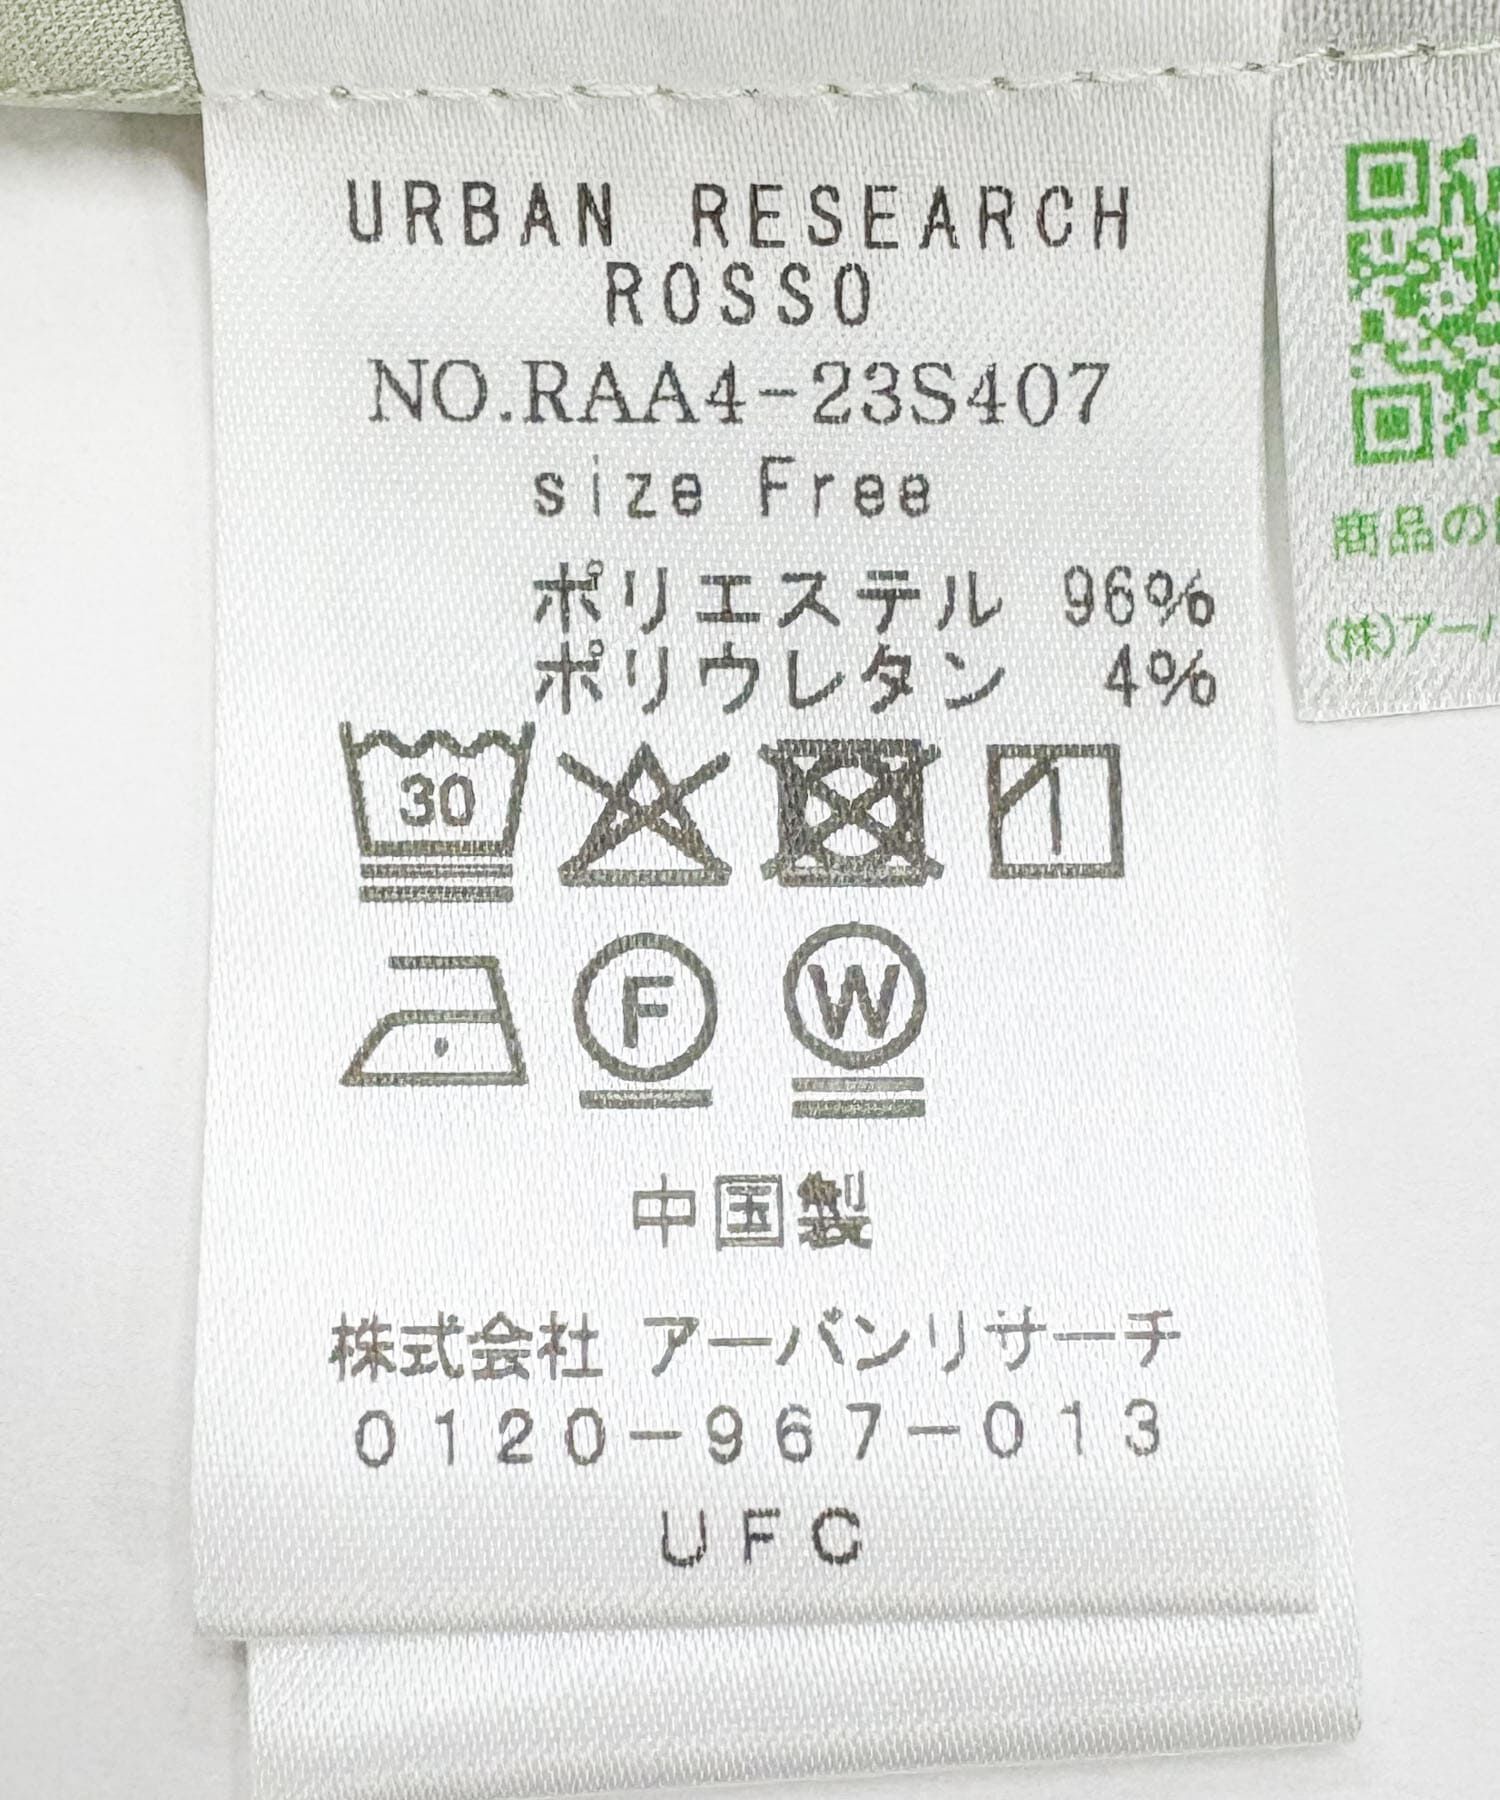 URBAN RESEARCH
ROSSO
NO.RAA4-23S407
size Free
ポリエステル 96%
ポリウレタン 4%
30
F
W
中国製
株式会社 アーバンリサーチ
0120-967-013
UFC
商品の
(株)アー